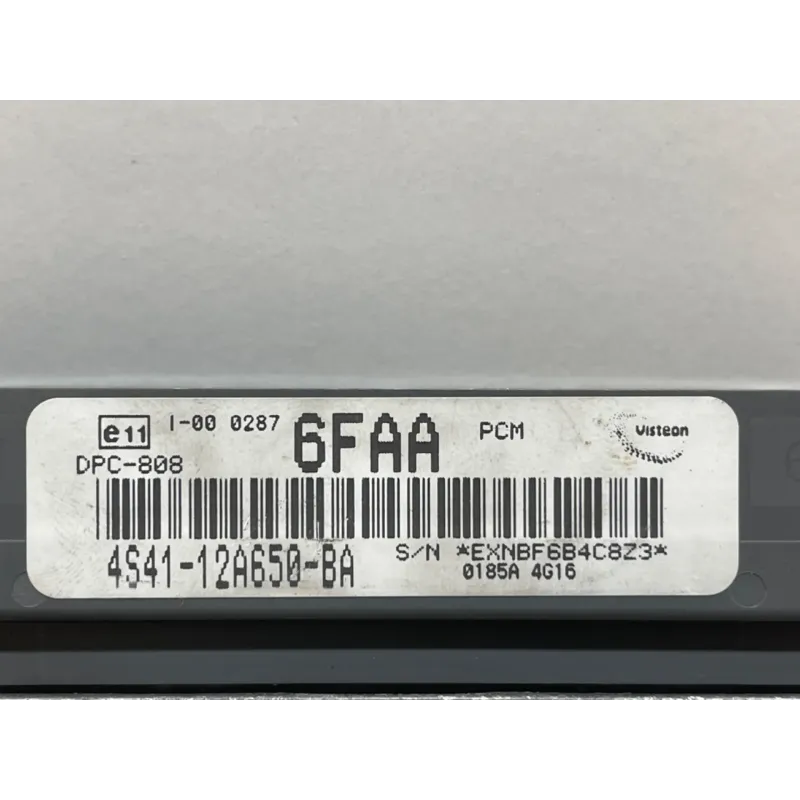 e11 I-00 0287 6FAA PCM Visteon
DPC-808
4S41-12A650-BA S/N *EXNBF6B4C8Z3*
0185A 4G16